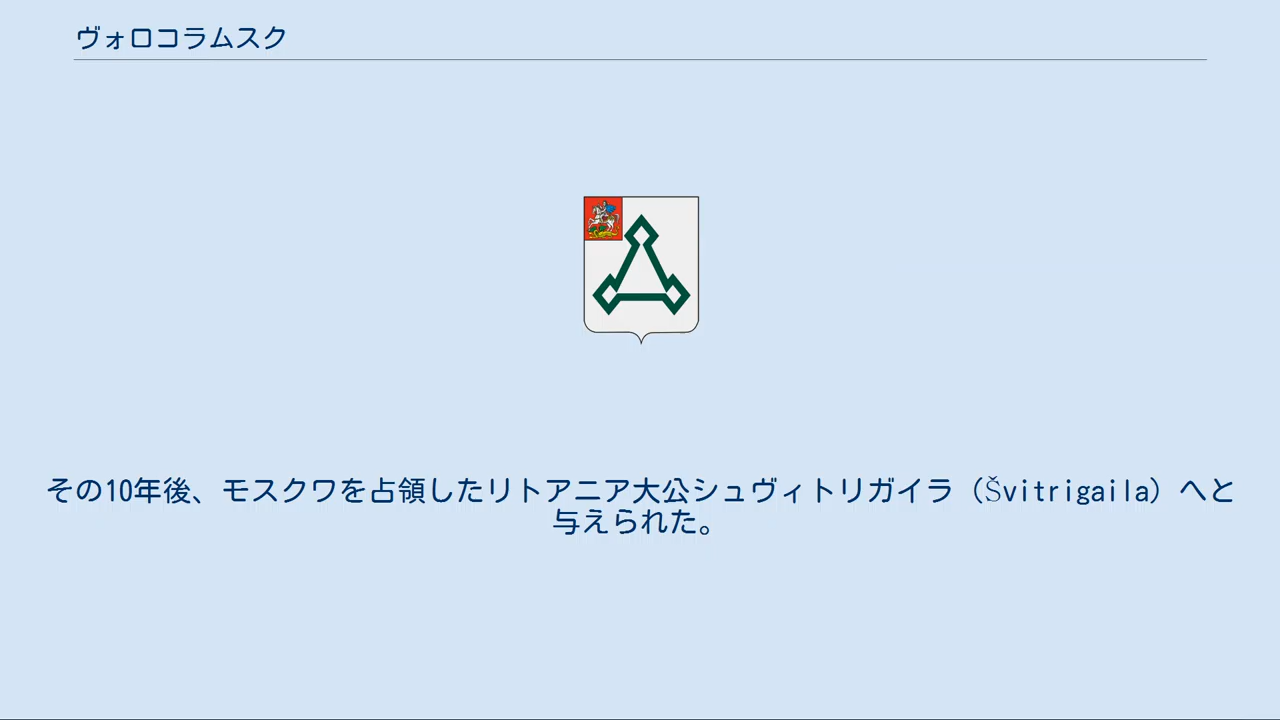 ヴォロコラムスク
その10年後、モスクワを占領したリトアニア大公シュヴィトリガイラ（Švitrigaila）へと
与えられた。